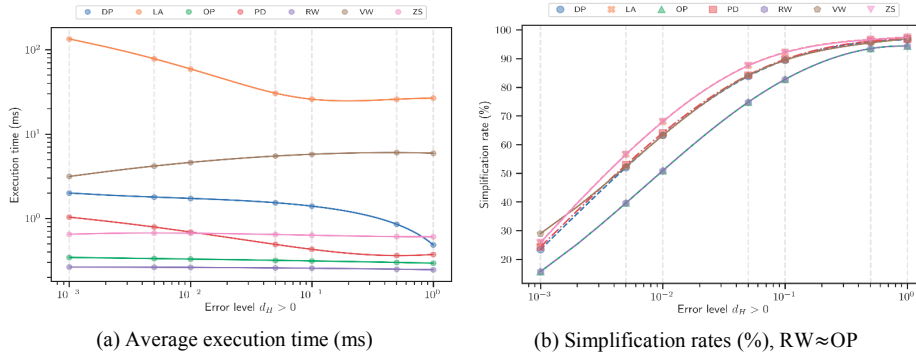 DP LA OP PD RW VW ZS
Execution time (ms)
10²
10¹
10⁰
10⁻³ 10⁻² 10⁻¹ 10⁰
Error level d_H > 0
(a) Average execution time (ms)
DP LA OP PD RW VW ZS
Simplification rate (%)
100
90
80
70
60
50
40
30
20
10⁻³ 10⁻² 10⁻¹ 10⁰
Error level d_H > 0
(b) Simplification rates (%), RW≈OP